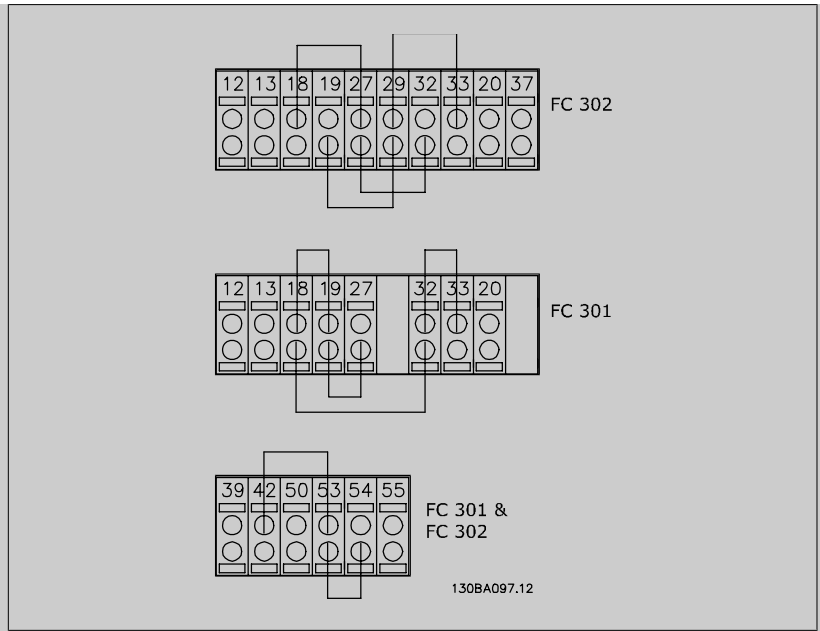 12 13 18 19 27 29 32 33 20 37
FC 302
12 13 18 19 27 32 33 20
FC 301
39 42 50 53 54 55
FC 301 &
FC 302
130BA097.12